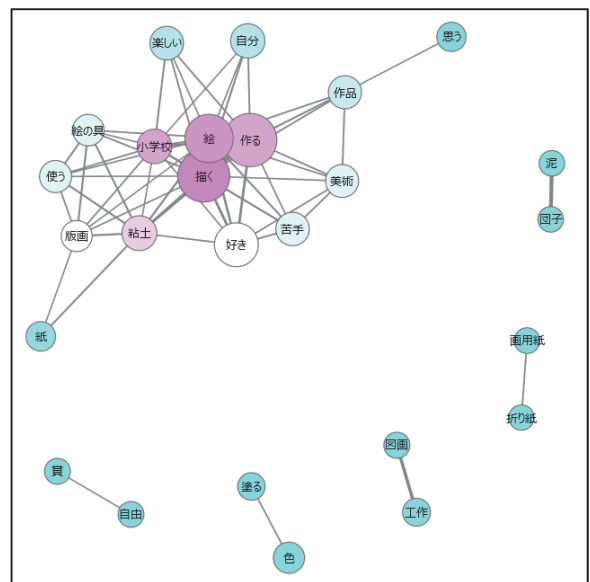 楽しい
自分
思う
作品
絵の具
小学校
絵
作る
使う
描く
美術
泥
版画
粘土
好き
苦手
団子
紙
画用紙
折り紙
図画
賞
塗る
自由
工作
色